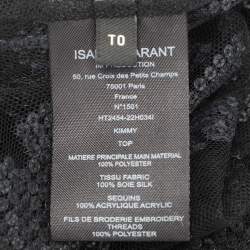 T0
ISABEL MARANT
IM PRODUCTION
50, rue Croix des Petits Champs
75001 Paris
France
N°1501
HT2454-22H034I
KIMMY
TOP
MATIERE PRINCIPALE MAIN MATERIAL
100% POLYESTER
TISSU FABRIC
100% SOIE SILK
SEQUINS
100% ACRYLIQUE ACRYLIC
FILS DE BRODERIE EMBROIDERY
THREADS
100% POLYESTER